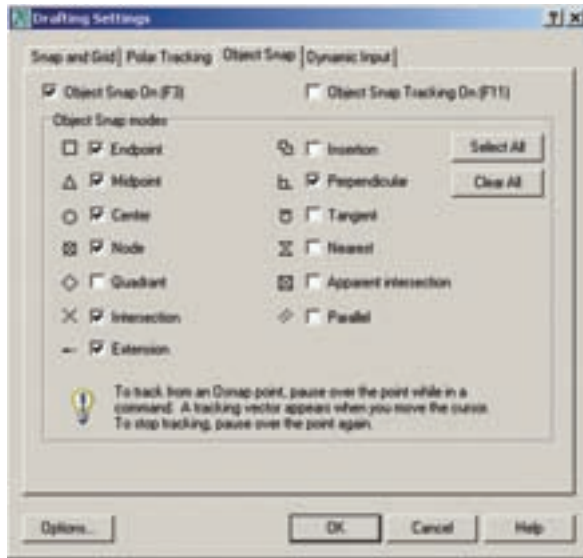 Drafting Settings
Snap and Grid Polar Tracking Object Snap Dynamic Input
Object Snap On (F3) Object Snap Tracking On (F11)
Object Snap modes
Endpoint Insertion Select All
Midpoint Perpendicular Clear All
Center Tangent
Node Nearest
Quadrant Apparent intersection
Intersection Parallel
Extension
To track from an Osnap point, pause over the point while in a
command. A tracking vector appears when you move the cursor.
To stop tracking, pause over the point again.
Options... OK Cancel Help